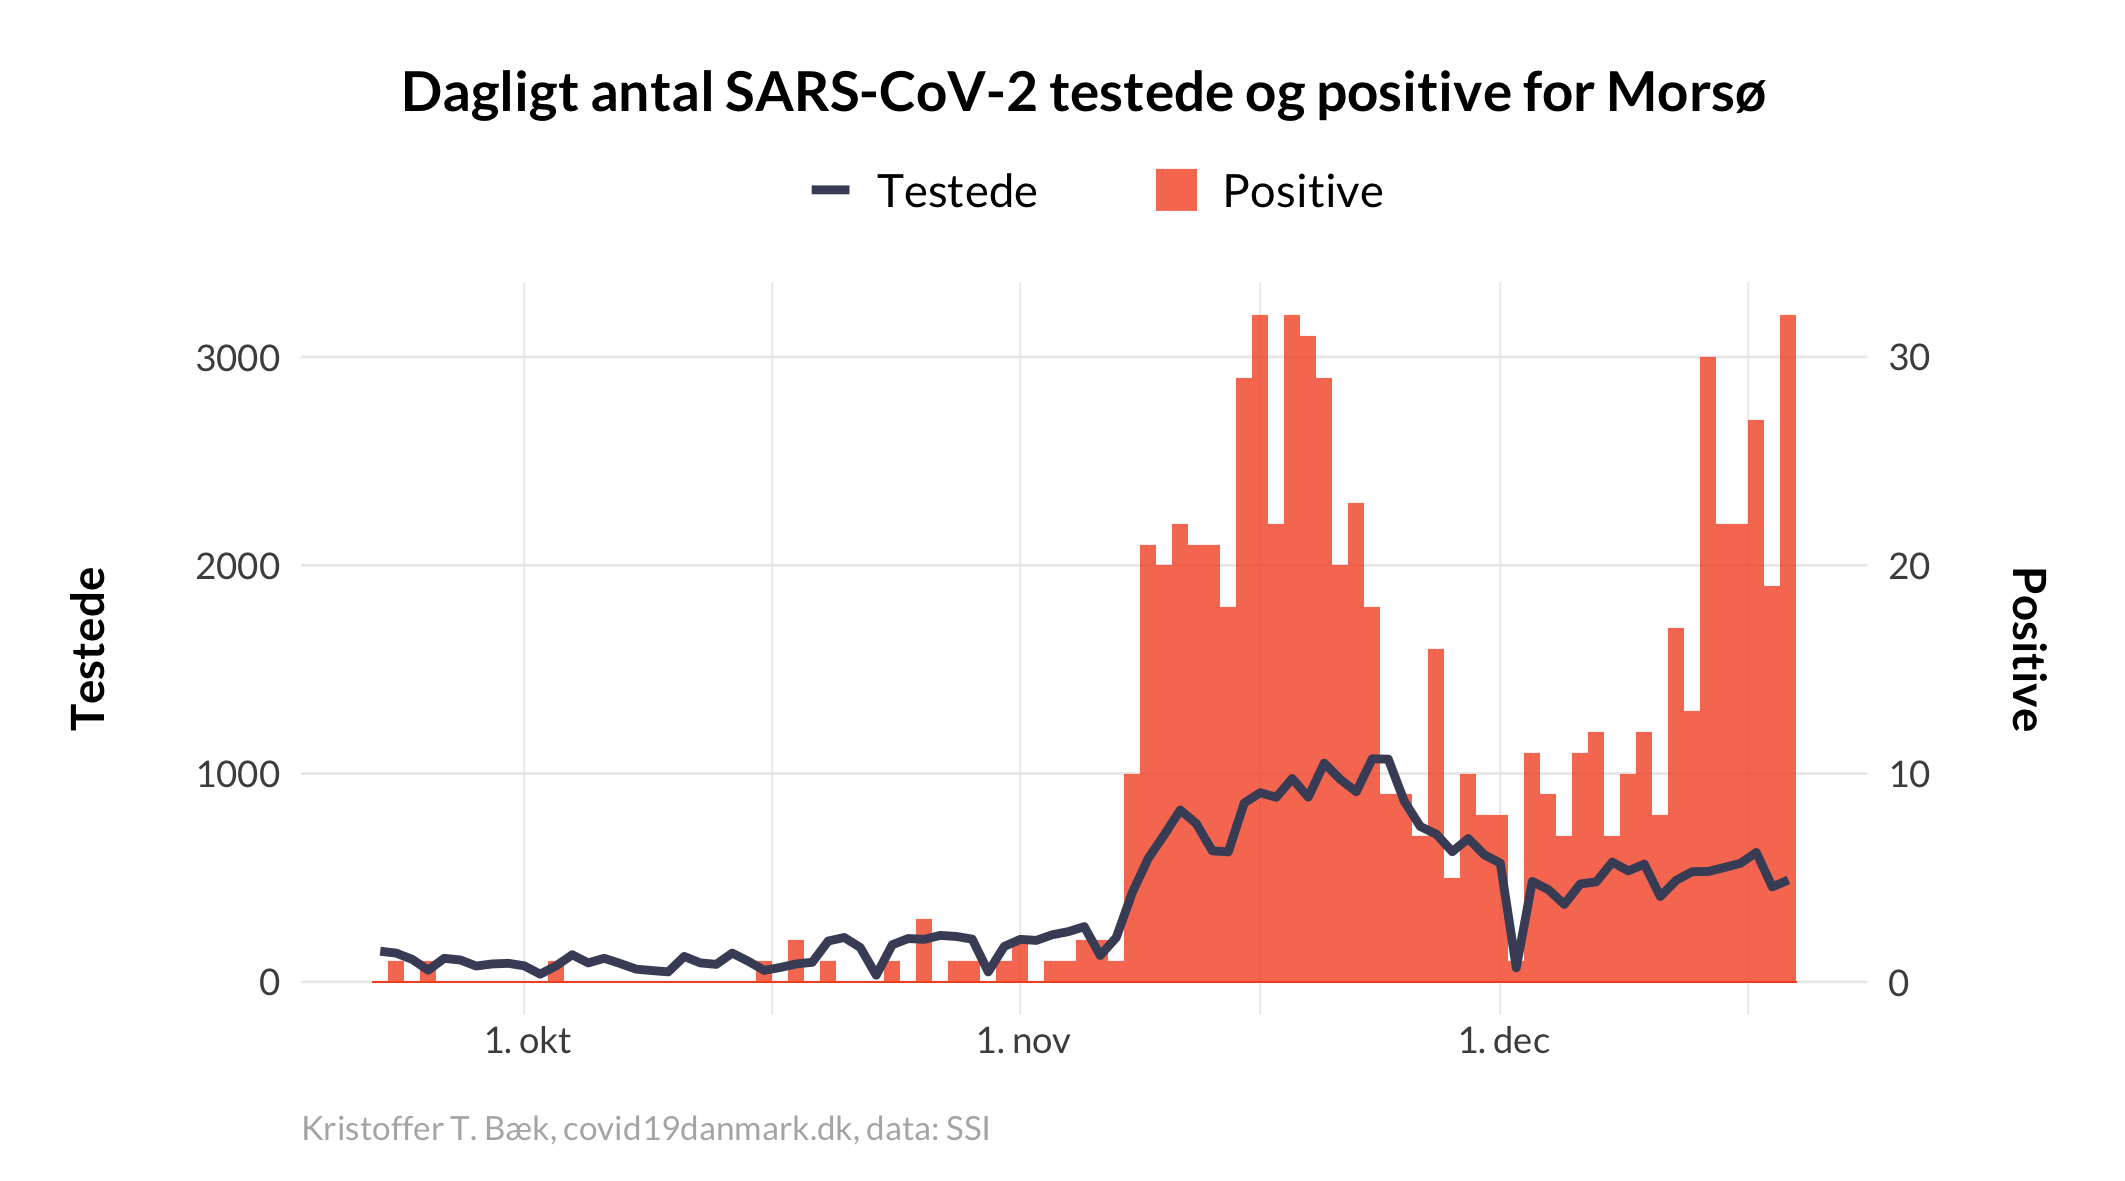 Dagligt antal SARS-CoV-2 testede og positive for Morsø
Testede
Positive
3000
2000
1000
0
Testede
30
20
10
0
Positive
1. okt
1. nov
1. dec
Kristoffer T. Bæk, covid19danmark.dk, data: SSI